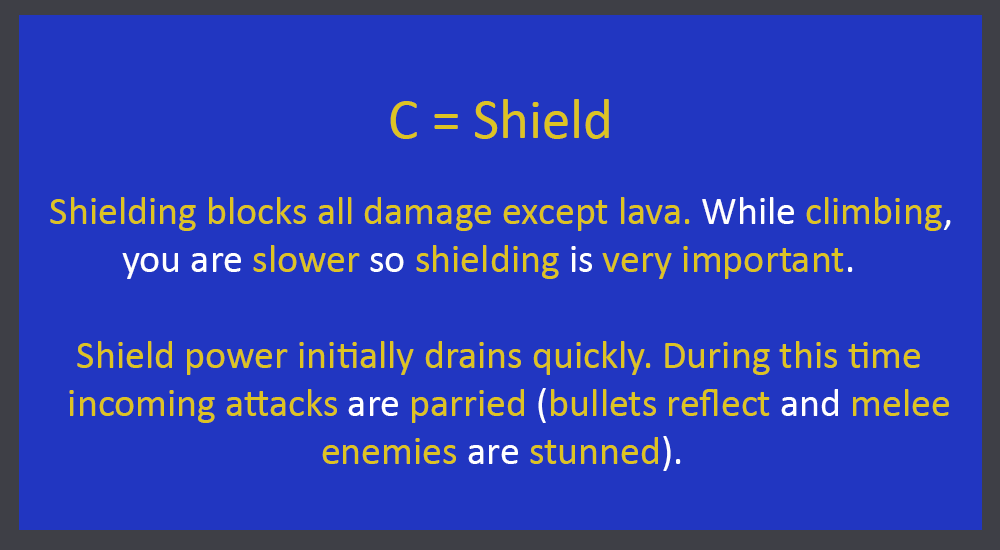 C = Shield
Shielding blocks all damage except lava. While climbing,
you are slower so shielding is very important.
Shield power initially drains quickly. During this time
incoming attacks are parried (bullets reflect and melee
enemies are stunned).